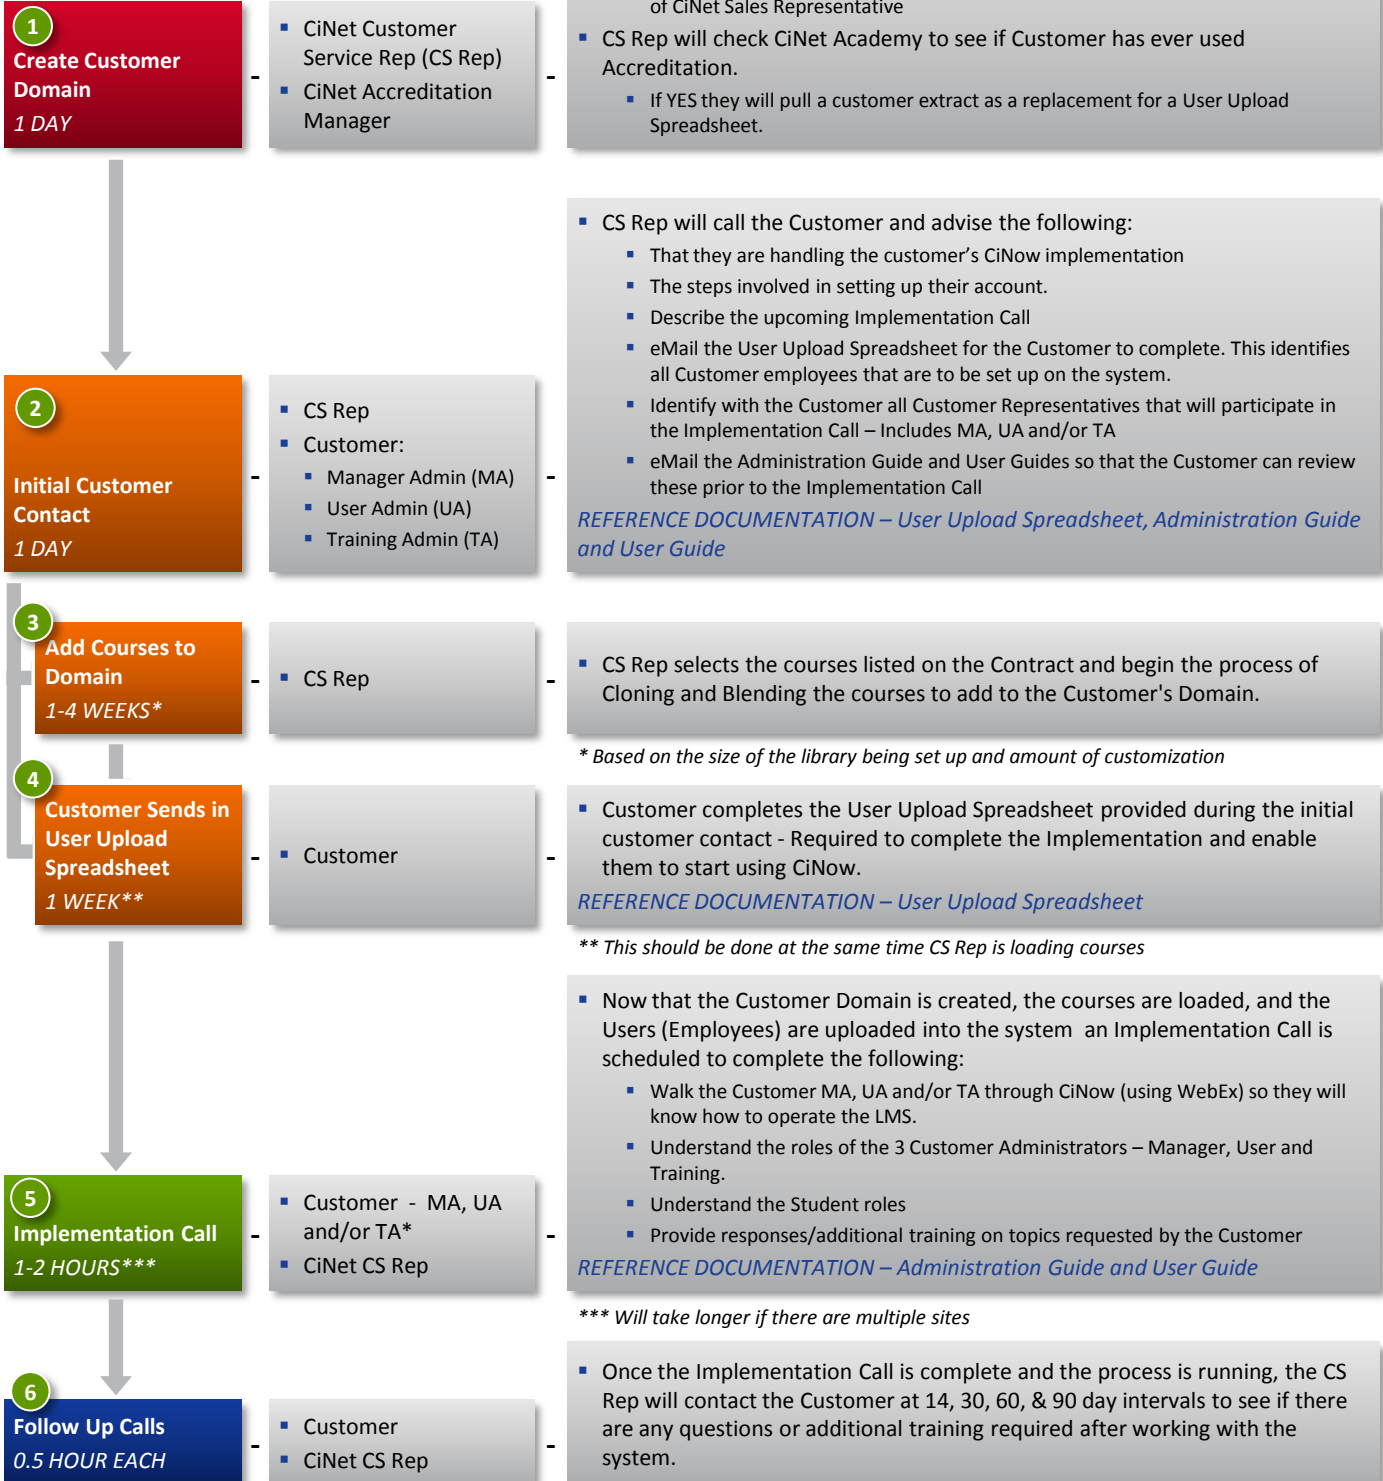 1
Create Customer
Domain
1 DAY
-
▪ CiNet Customer
Service Rep (CS Rep)
▪ CiNet Accreditation
Manager
-
of CiNet Sales Representative
▪ CS Rep will check CiNet Academy to see if Customer has ever used
Accreditation.
▪ If YES they will pull a customer extract as a replacement for a User Upload
Spreadsheet.
2
Initial Customer
Contact
1 DAY
-
▪ CS Rep
▪ Customer:
▪ Manager Admin (MA)
▪ User Admin (UA)
▪ Training Admin (TA)
-
▪ CS Rep will call the Customer and advise the following:
▪ That they are handling the customer’s CiNow implementation
▪ The steps involved in setting up their account.
▪ Describe the upcoming Implementation Call
▪ eMail the User Upload Spreadsheet for the Customer to complete. This identifies
all Customer employees that are to be set up on the system.
▪ Identify with the Customer all Customer Representatives that will participate in
the Implementation Call – Includes MA, UA and/or TA
▪ eMail the Administration Guide and User Guides so that the Customer can review
these prior to the Implementation Call
REFERENCE DOCUMENTATION – User Upload Spreadsheet, Administration Guide
and User Guide
3
Add Courses to
Domain
1-4 WEEKS*
-
▪ CS Rep
-
▪ CS Rep selects the courses listed on the Contract and begin the process of
Cloning and Blending the courses to add to the Customer's Domain.
* Based on the size of the library being set up and amount of customization
4
Customer Sends in
User Upload
Spreadsheet
1 WEEK**
-
▪ Customer
-
▪ Customer completes the User Upload Spreadsheet provided during the initial
customer contact - Required to complete the Implementation and enable
them to start using CiNow.
REFERENCE DOCUMENTATION – User Upload Spreadsheet
** This should be done at the same time CS Rep is loading courses
5
Implementation Call
1-2 HOURS***
-
▪ Customer - MA, UA
and/or TA*
▪ CiNet CS Rep
-
▪ Now that the Customer Domain is created, the courses are loaded, and the
Users (Employees) are uploaded into the system an Implementation Call is
scheduled to complete the following:
▪ Walk the Customer MA, UA and/or TA through CiNow (using WebEx) so they will
know how to operate the LMS.
▪ Understand the roles of the 3 Customer Administrators – Manager, User and
Training.
▪ Understand the Student roles
▪ Provide responses/additional training on topics requested by the Customer
REFERENCE DOCUMENTATION – Administration Guide and User Guide
*** Will take longer if there are multiple sites
6
Follow Up Calls
0.5 HOUR EACH
-
▪ Customer
▪ CiNet CS Rep
-
▪ Once the Implementation Call is complete and the process is running, the CS
Rep will contact the Customer at 14, 30, 60, & 90 day intervals to see if there
are any questions or additional training required after working with the
system.